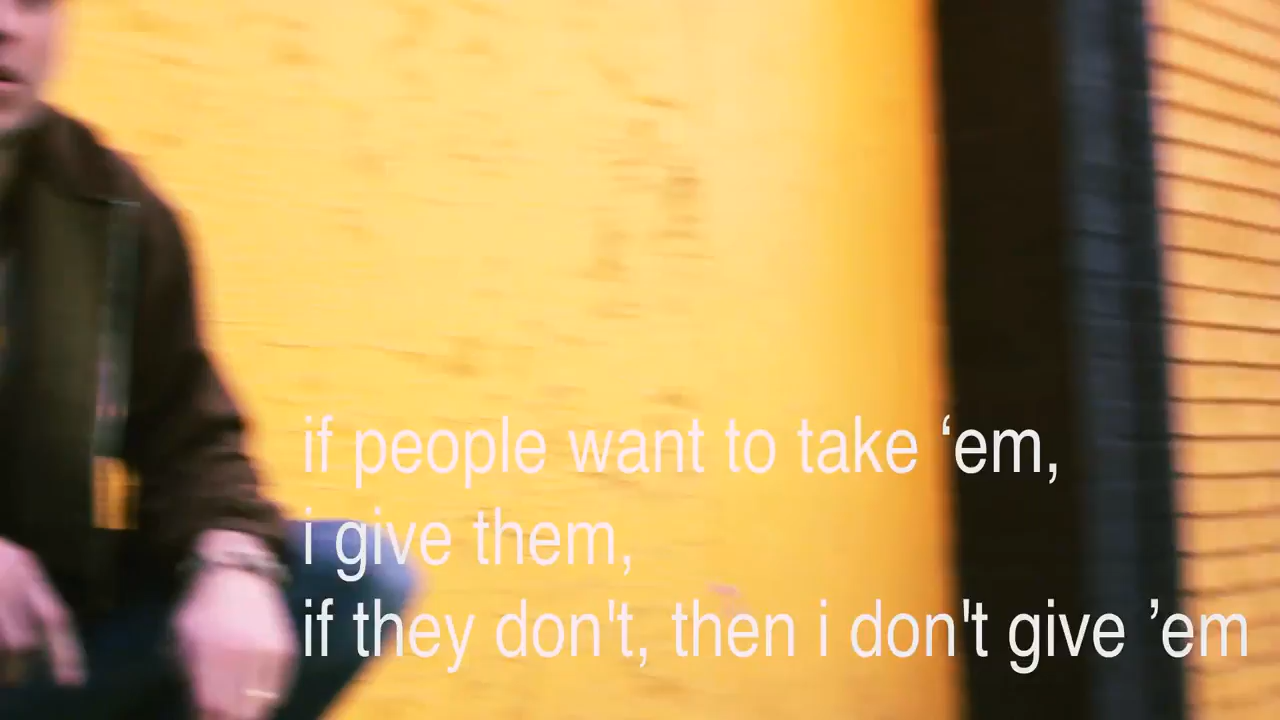 if people want to take ‘em,
i give them,
if they don't, then i don't give ’em